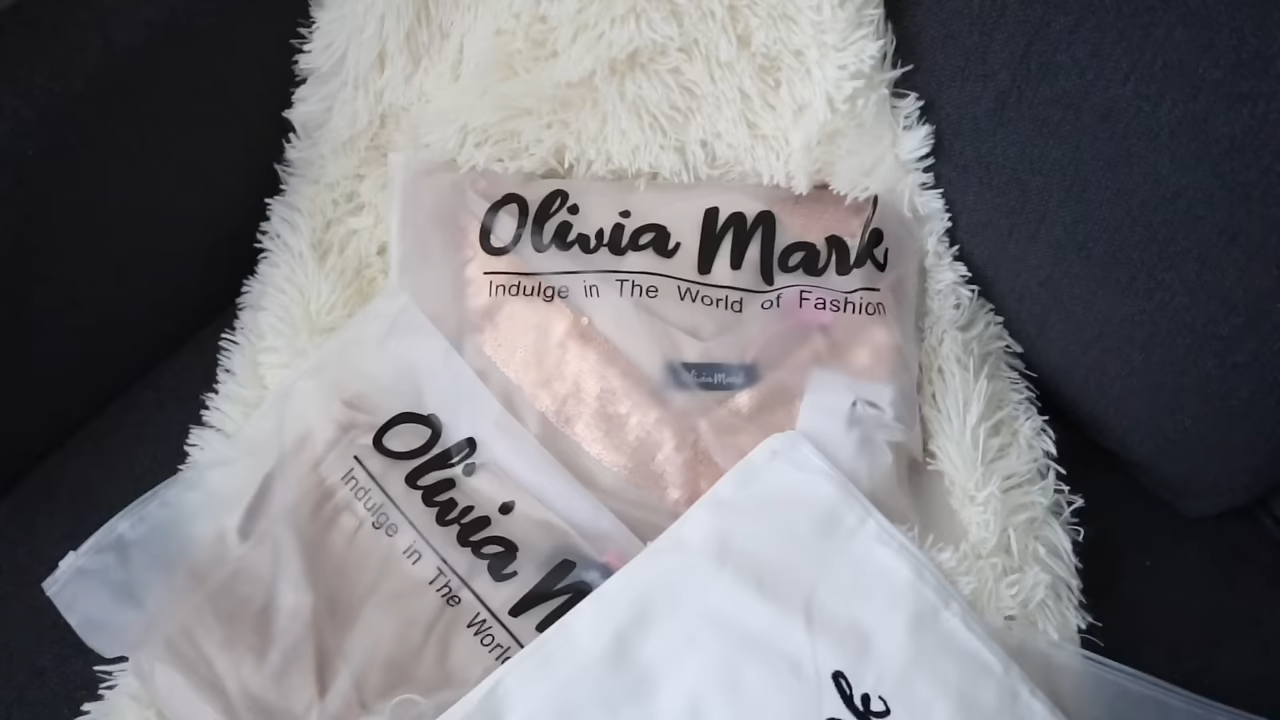 Olivia Mark
Indulge in The World of Fashion
Olivia Mark
Olivia M
Indulge in The World